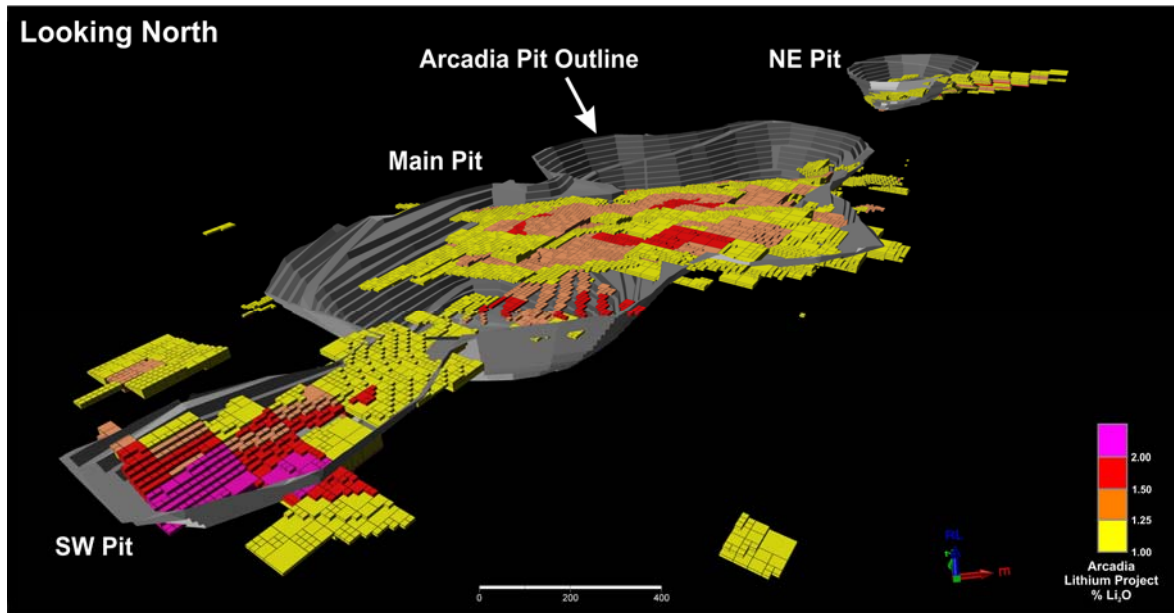 Looking North
Arcadia Pit Outline
NE Pit
Main Pit
SW Pit
2.00
1.50
1.25
1.00
RL
E
0
200
400
Arcadia
Lithium Project
% Li₂O